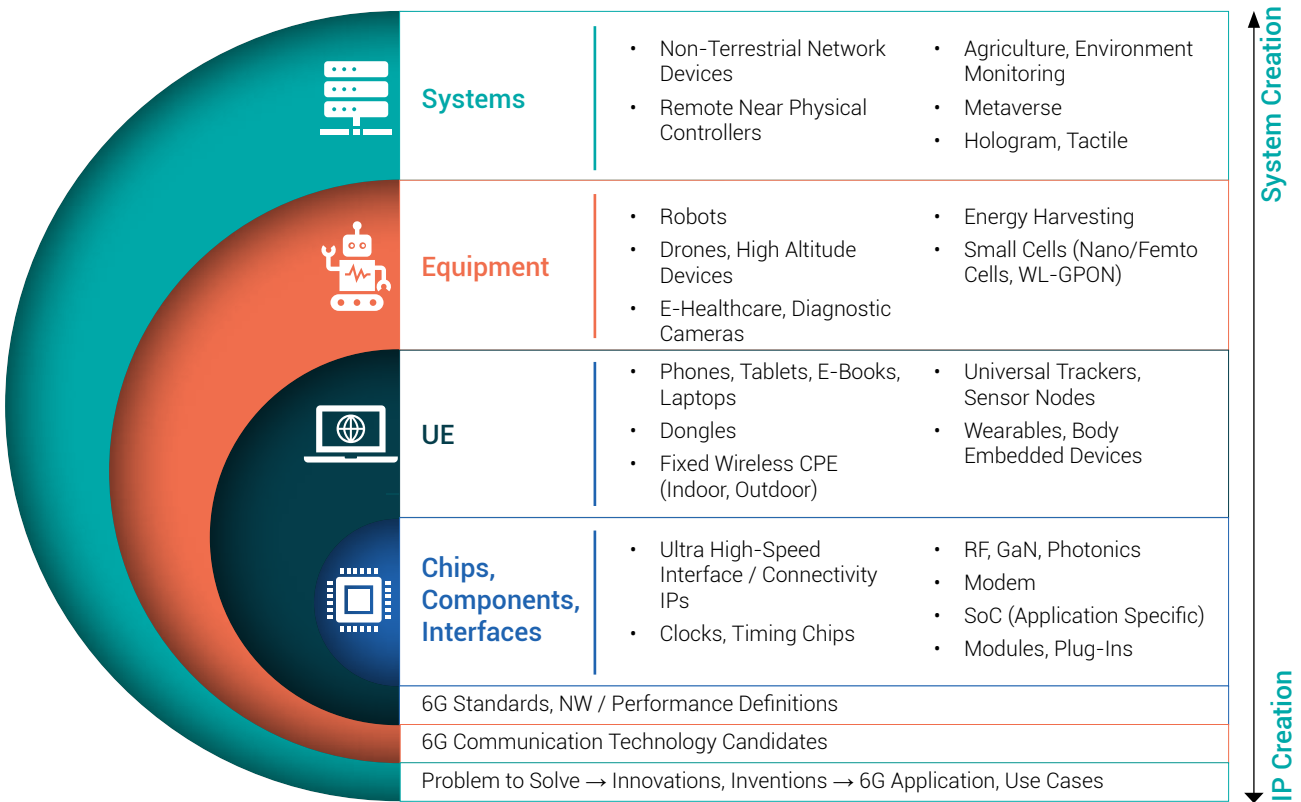 Systems
• Non-Terrestrial Network
Devices
• Remote Near Physical
Controllers
• Agriculture, Environment
Monitoring
• Metaverse
• Hologram, Tactile
Equipment
• Robots
• Drones, High Altitude
Devices
• E-Healthcare, Diagnostic
Cameras
• Energy Harvesting
• Small Cells (Nano/Femto
Cells, WL-GPON)
UE
• Phones, Tablets, E-Books,
Laptops
• Dongles
• Fixed Wireless CPE
(Indoor, Outdoor)
• Universal Trackers,
Sensor Nodes
• Wearables, Body
Embedded Devices
Chips,
Components,
Interfaces
• Ultra High-Speed
Interface / Connectivity
IPs
• Clocks, Timing Chips
• RF, GaN, Photonics
• Modem
• SoC (Application Specific)
• Modules, Plug-Ins
6G Standards, NW / Performance Definitions
6G Communication Technology Candidates
Problem to Solve → Innovations, Inventions → 6G Application, Use Cases
System Creation
IP Creation